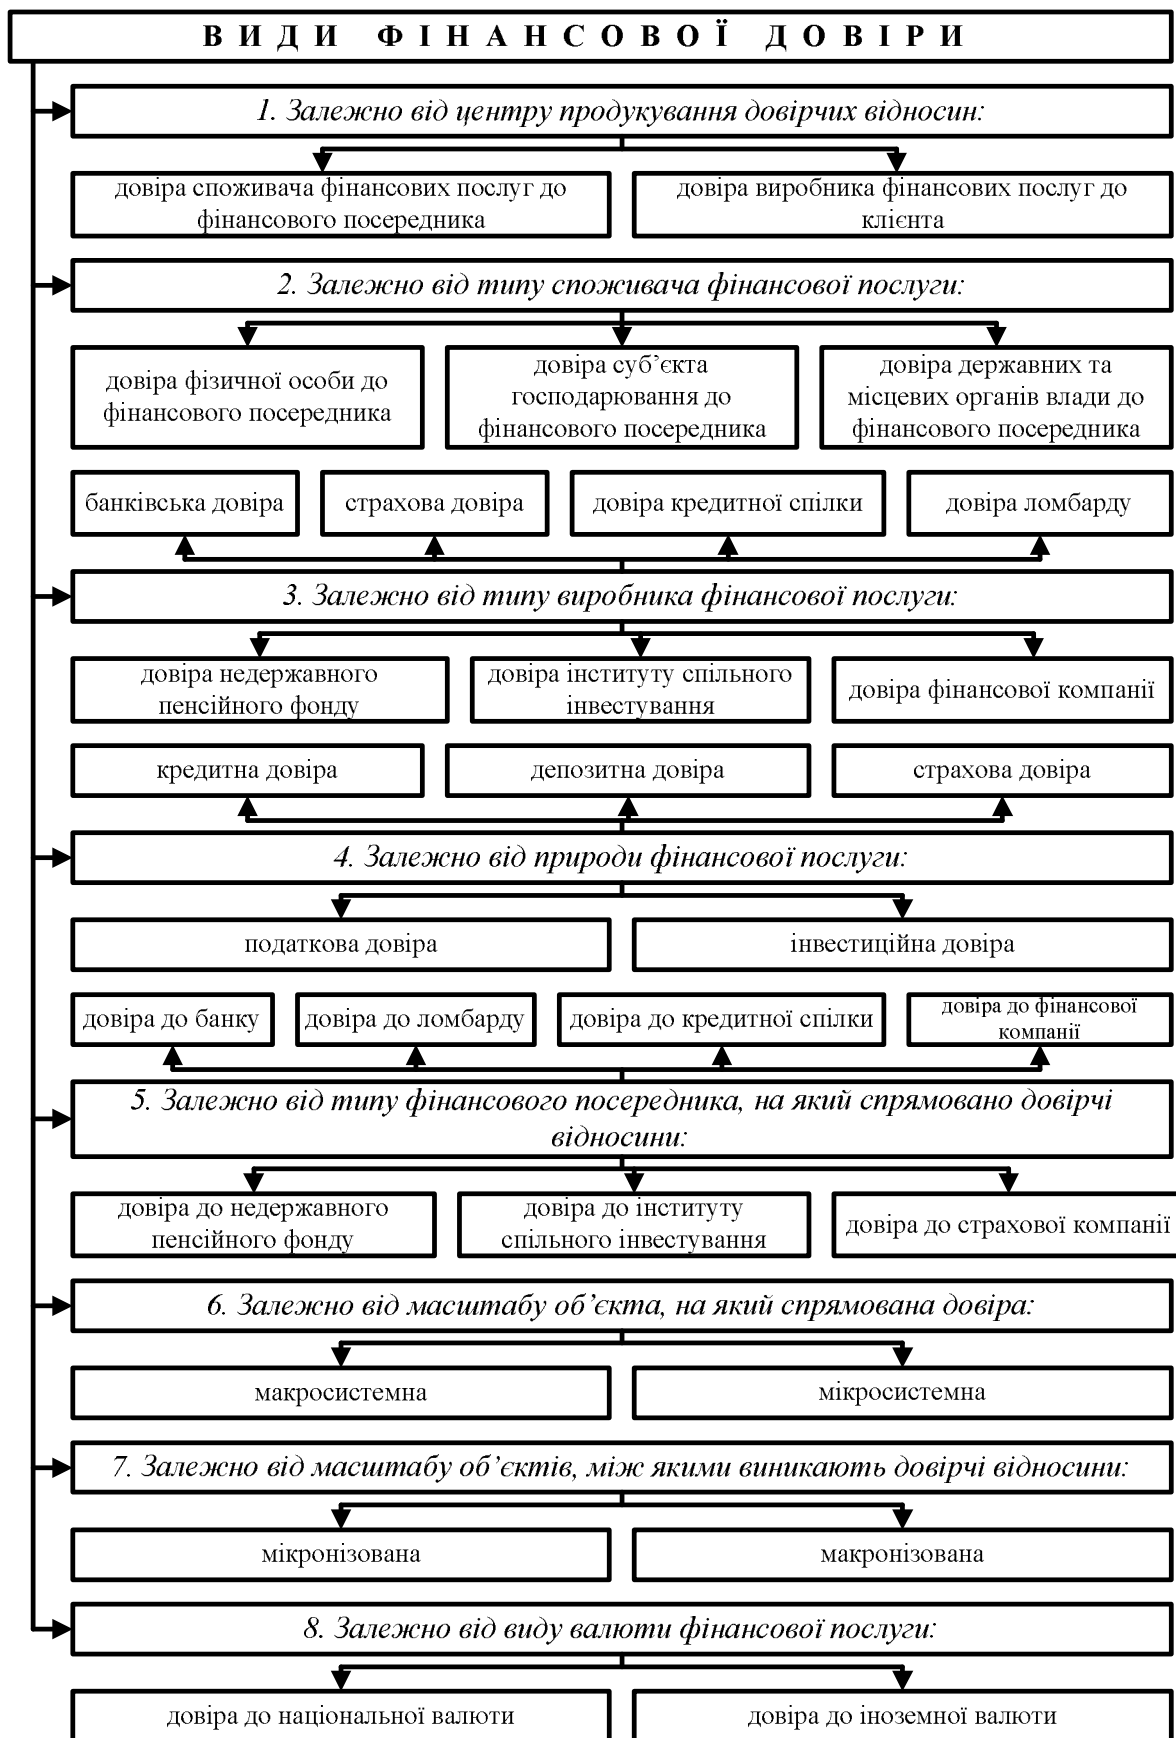 ВИДИ ФІНАНСОВОЇ ДОВІРИ
1. Залежно від центру продукування довірчих відносин:
довіра споживача фінансових послуг до
фінансового посередника
довіра виробника фінансових послуг до
клієнта
2. Залежно від типу споживача фінансової послуги:
довіра фізичної особи до
фінансового посередника
довіра суб’єкта
господарювання до
фінансового посередника
довіра державних та
місцевих органів влади до
фінансового посередника
банківська довіра
страхова довіра
довіра кредитної спілки
довіра ломбарду
3. Залежно від типу виробника фінансової послуги:
довіра недержавного
пенсійного фонду
довіра інституту спільного
інвестування
довіра фінансової компанії
кредитна довіра
депозитна довіра
страхова довіра
4. Залежно від природи фінансової послуги:
податкова довіра
інвестиційна довіра
довіра до банку
довіра до ломбарду
довіра до кредитної спілки
довіра до фінансової
компанії
5. Залежно від типу фінансового посередника, на який спрямовано довірчі
відносини:
довіра до недержавного
пенсійного фонду
довіра до інституту
спільного інвестування
довіра до страхової компанії
6. Залежно від масштабу об’єкта, на який спрямована довіра:
макросистемна
мікросистемна
7. Залежно від масштабу об’єктів, між якими виникають довірчі відносини:
мікронізована
макронізована
8. Залежно від виду валюти фінансової послуги:
довіра до національної валюти
довіра до іноземної валюти